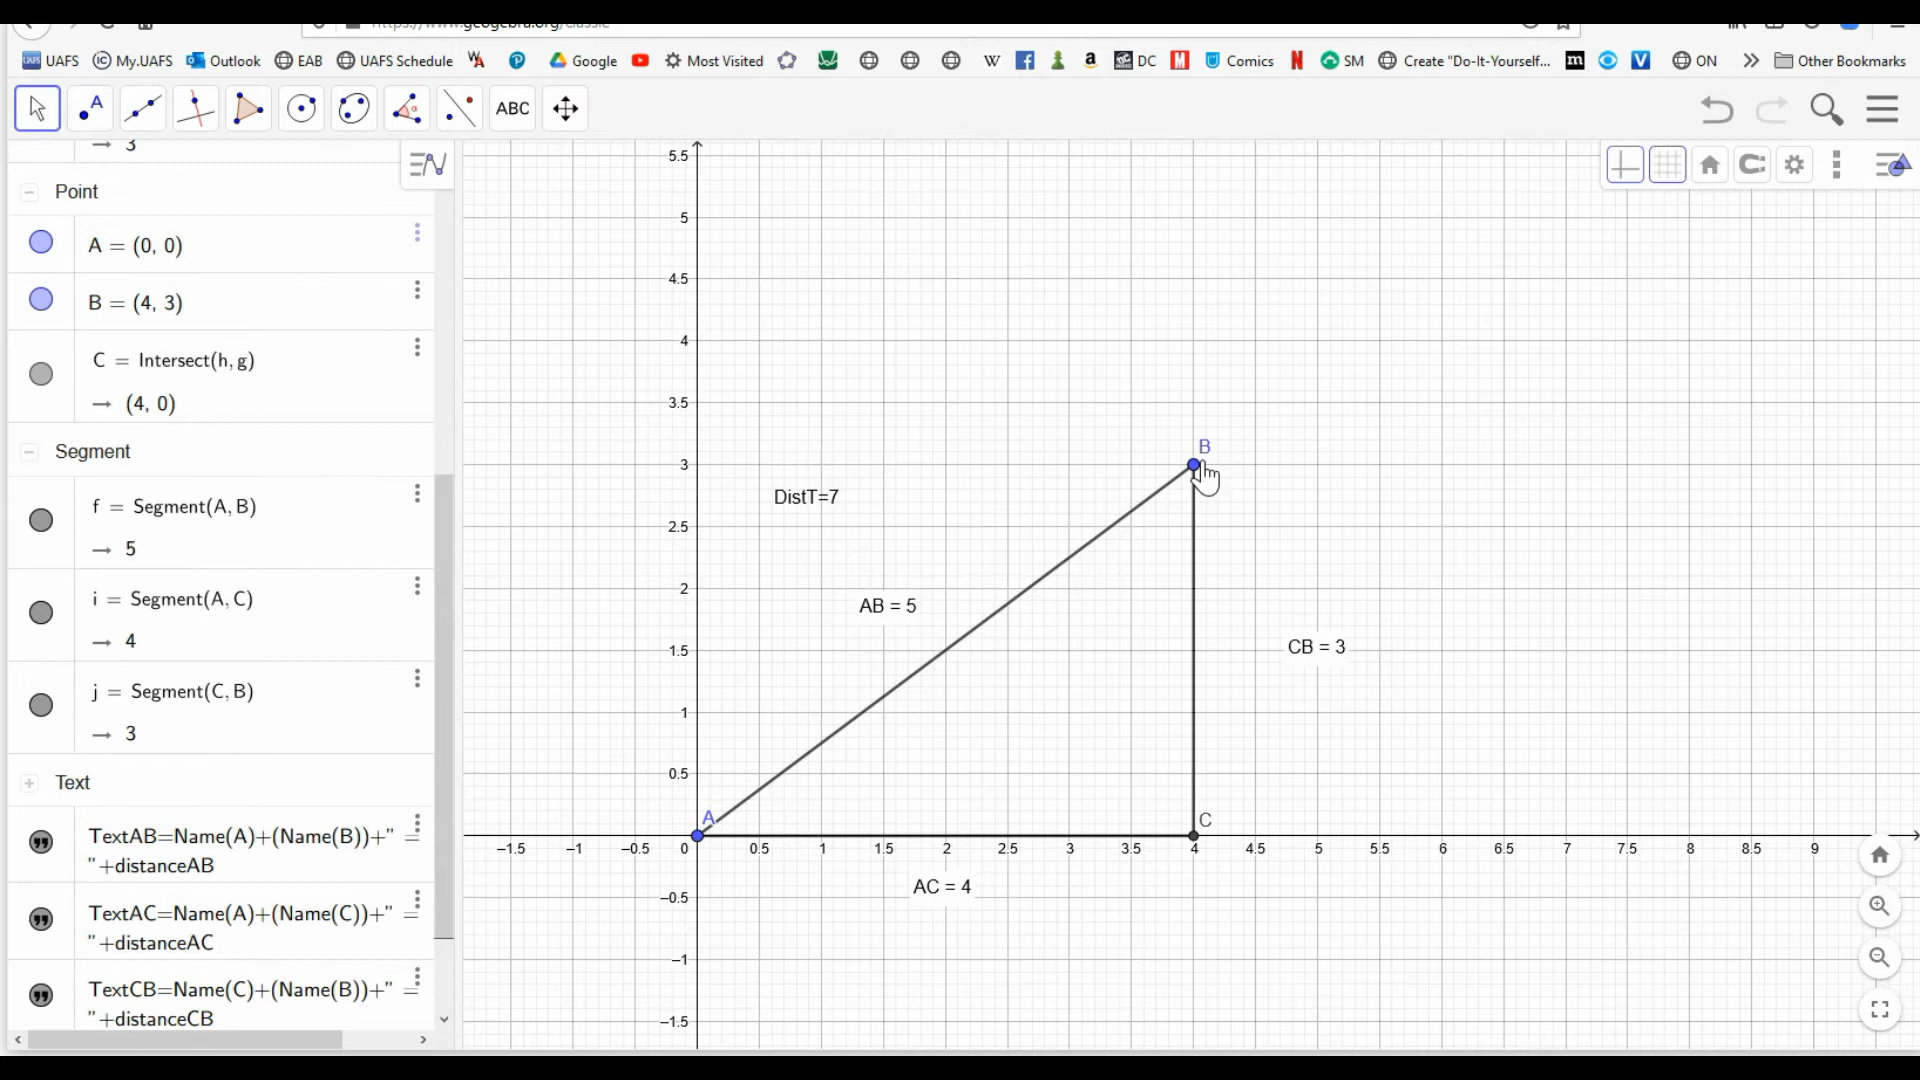 https://www.geogebra.org/classic
UAFS My.UAFS Outlook EAB UAFS Schedule Google Most Visited W DC Comics SM Create "Do-It-Yourself... m V ON Other Bookmarks
A ABC
→ 3
Point
A = (0, 0)
B = (4, 3)
C = Intersect(h, g)
→ (4, 0)
Segment
f = Segment(A, B)
→ 5
i = Segment(A, C)
→ 4
j = Segment(C, B)
→ 3
Text
TextAB=Name(A)+(Name(B))+" =
"+distanceAB
TextAC=Name(A)+(Name(C))+" =
"+distanceAC
TextCB=Name(C)+(Name(B))+" =
"+distanceCB
5.5
5
4.5
4
3.5
3
2.5
2
1.5
1
0.5
–0.5
–1
–1.5
–1.5 –1 –0.5 0 0.5 1 1.5 2 2.5 3 3.5 4 4.5 5 5.5 6 6.5 7 7.5 8 8.5 9
B
DistT=7
AB = 5
CB = 3
A
C
AC = 4